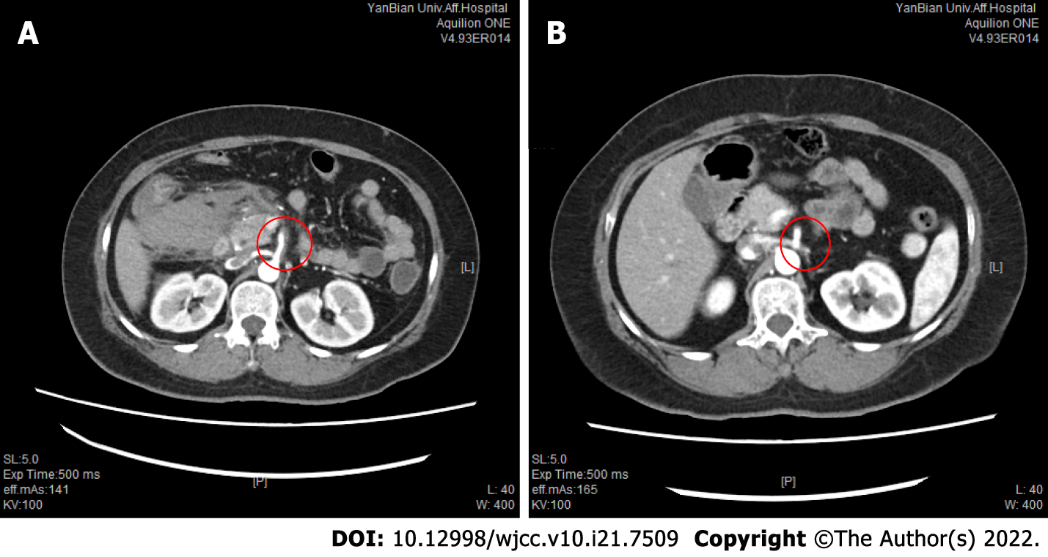 A
YanBian Univ.Aff.Hospital
Aquilion ONE
V4.93ER014
[L]
SL:5.0
Exp Time:500 ms
eff.mAs:141
KV:100
[P]
L: 40
W: 400
B
YanBian Univ.Aff.Hospital
Aquilion ONE
V4.93ER014
[L]
SL:5.0
Exp Time:500 ms
eff.mAs:165
KV:100
[P]
L: 40
W: 400
DOI: 10.12998/wjcc.v10.i21.7509 Copyright ©The Author(s) 2022.